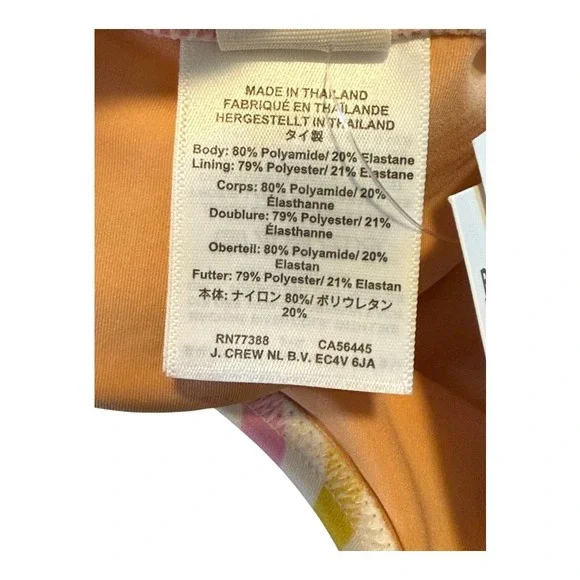 MADE IN THAILAND
FABRIQUÉ EN THAÏLANDE
HERGESTELLT IN THAILAND
タイ製
Body: 80% Polyamide/ 20% Elastane
Lining: 79% Polyester/ 21% Elastane
Corps: 80% Polyamide/ 20%
Élasthanne
Doublure: 79% Polyester/ 21%
Élasthanne
Oberteil: 80% Polyamide/ 20%
Elastan
Futter: 79% Polyester/ 21% Elastan
本体: ナイロン 80%/ ポリウレタン
20%
RN77388 CA56445
J. CREW NL B.V. EC4V 6JA